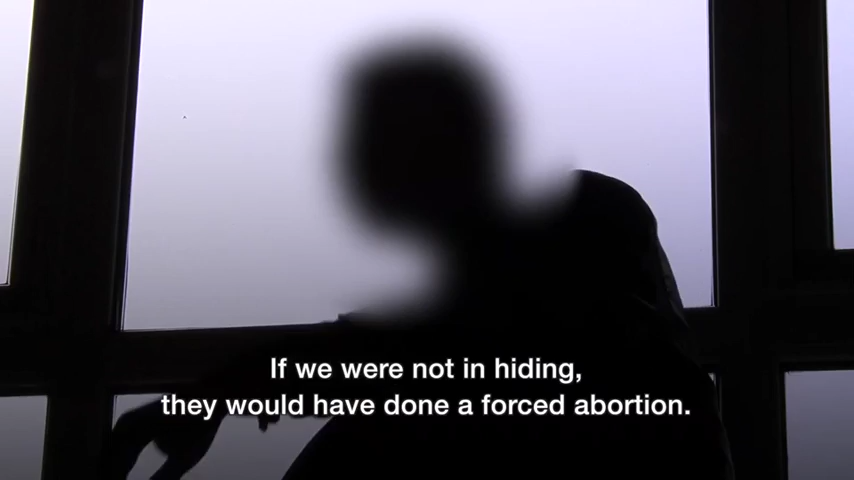 If we were not in hiding,
they would have done a forced abortion.